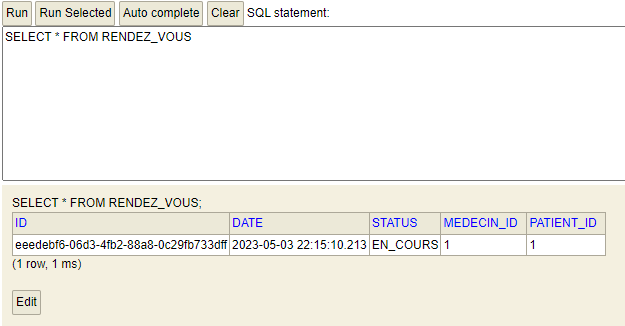 Run Run Selected Auto complete Clear SQL statement:
SELECT * FROM RENDEZ_VOUS
SELECT * FROM RENDEZ_VOUS;
ID DATE STATUS MEDECIN_ID PATIENT_ID
eeedebf6-06d3-4fb2-88a8-0c29fb733dff 2023-05-03 22:15:10.213 EN_COURS 1 1
(1 row, 1 ms)
Edit